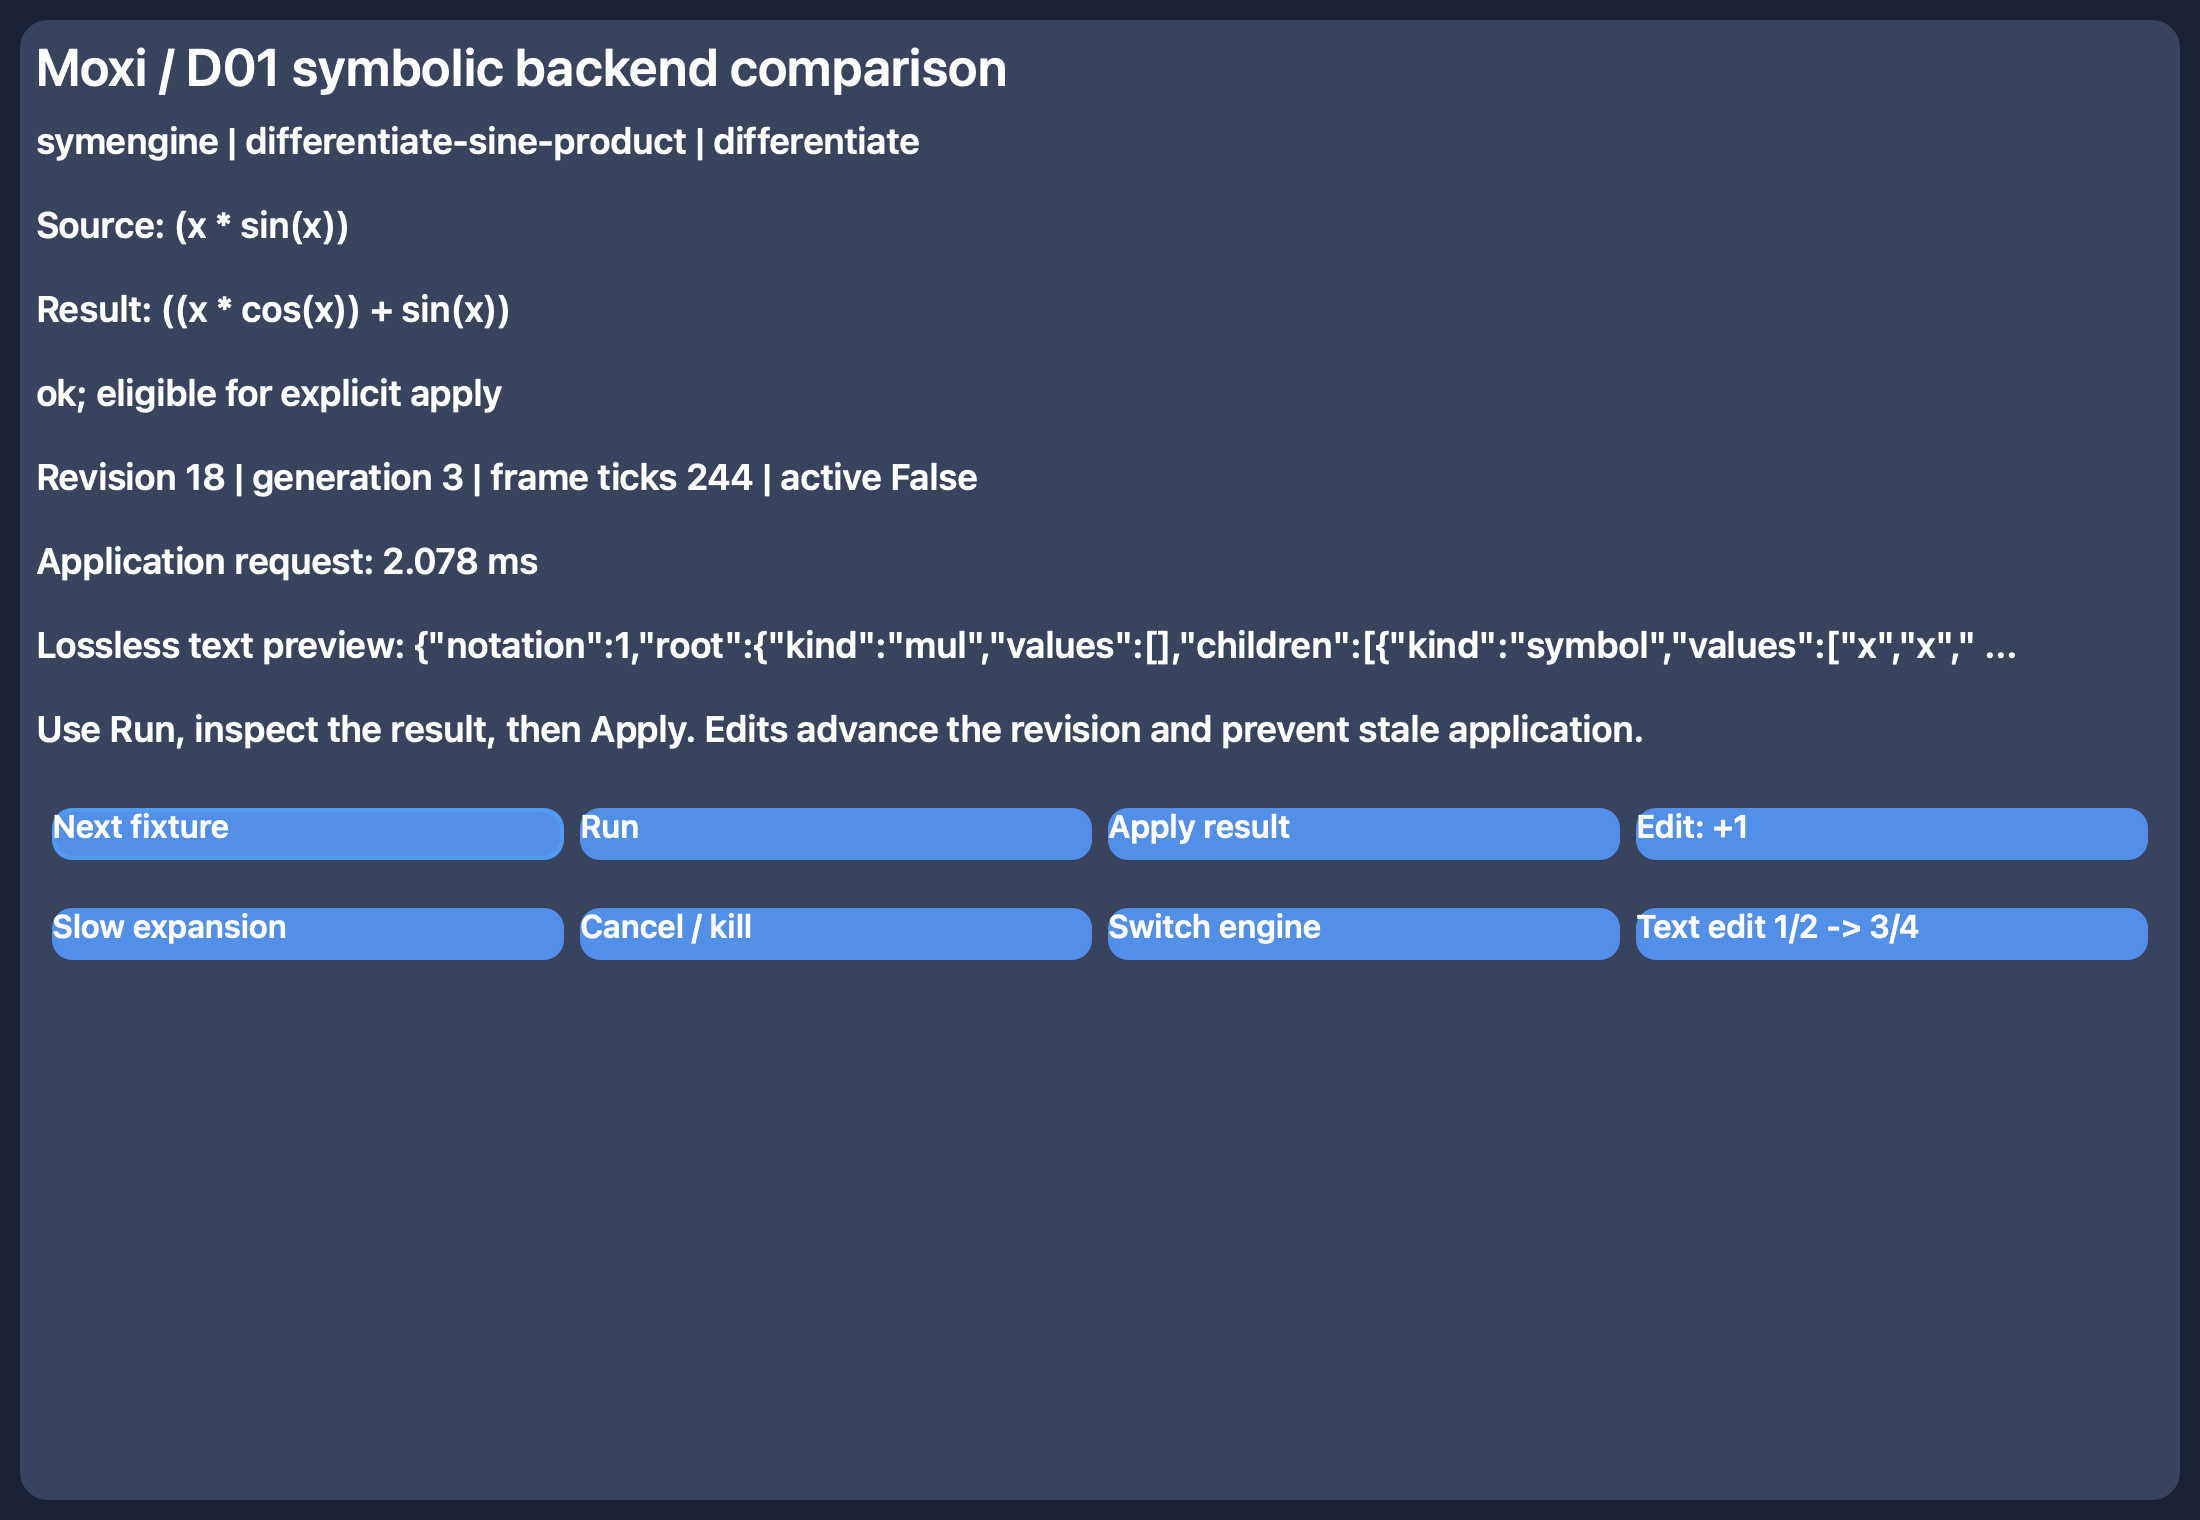 Moxi / D01 symbolic backend comparison
symengine | differentiate-sine-product | differentiate
Source: (x * sin(x))
Result: ((x * cos(x)) + sin(x))
ok; eligible for explicit apply
Revision 18 | generation 3 | frame ticks 244 | active False
Application request: 2.078 ms
Lossless text preview: {"notation":1,"root":{"kind":"mul","values":[],"children":[{"kind":"symbol","values":["x","x"," ...
Use Run, inspect the result, then Apply. Edits advance the revision and prevent stale application.
Next fixture
Run
Apply result
Edit: +1
Slow expansion
Cancel / kill
Switch engine
Text edit 1/2 -> 3/4